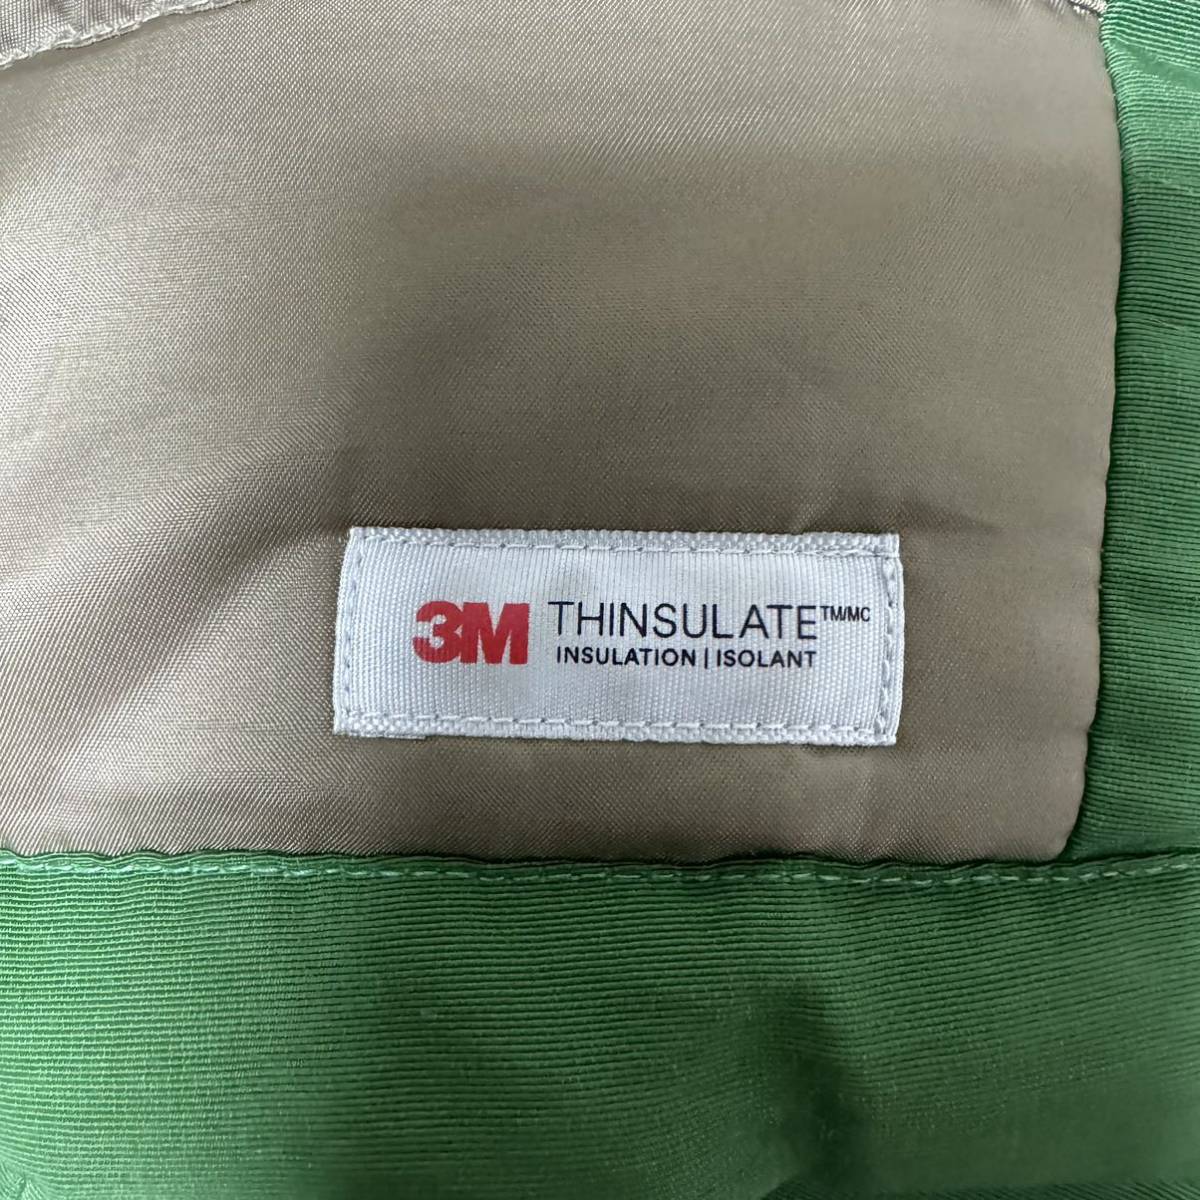 3M THINSULATE™/MC
INSULATION | ISOLANT